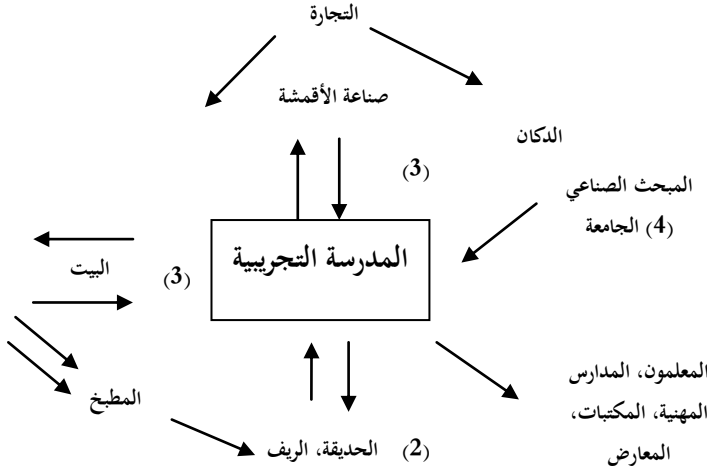 التجارة
صناعة الأقمشة
الدكان
(3)
المبحث الصناعي
(4) الجامعة
المدرسة التجريبية
(3)
البيت
المعلمون، المدارس
المهنية، المكتبات،
المعارض
المطبخ
(2) الحديقة، الريف